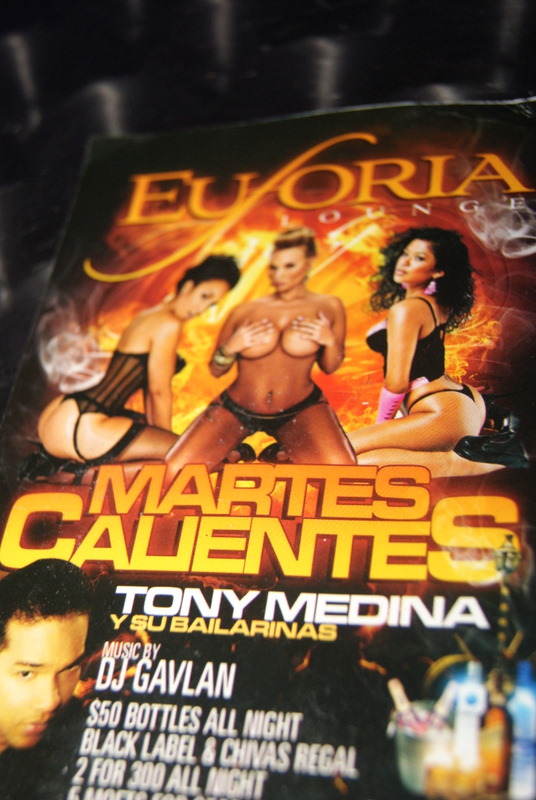 EUFORIA
LOUNGE
MARTES
CALIENTES
TONY MEDINA
Y SU BAILARINAS
MUSIC BY
DJ GAVLAN
$50 BOTTLES ALL NIGHT
BLACK LABEL & CHIVAS REGAL
2 FOR 300 ALL NIGHT